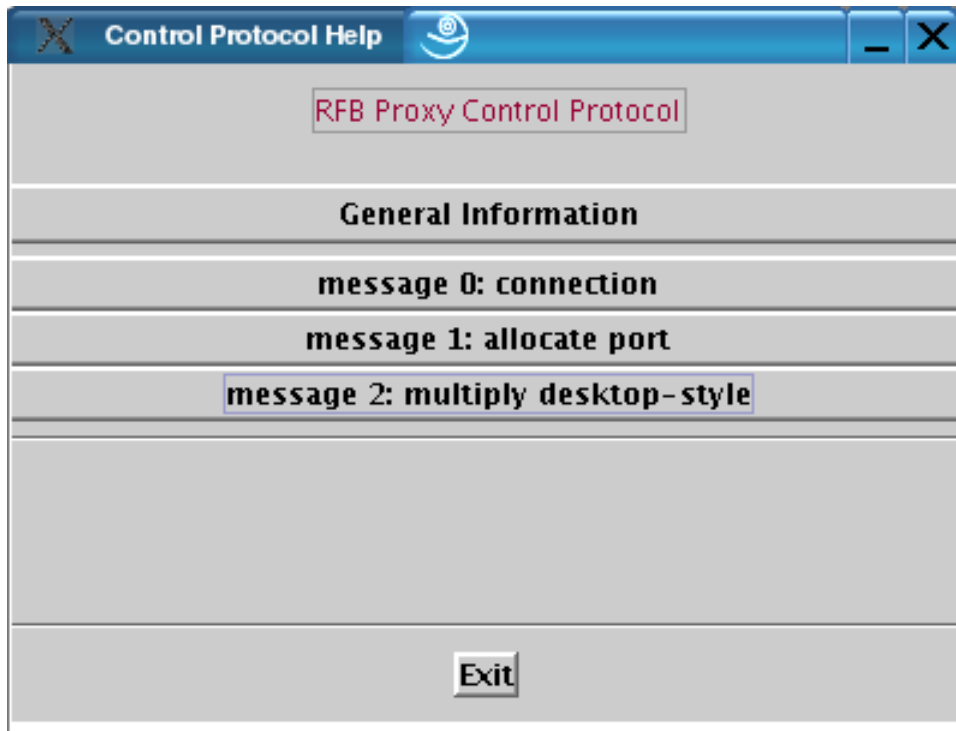 Control Protocol Help
RFB Proxy Control Protocol
General Information
message 0: connection
message 1: allocate port
message 2: multiply desktop-style
Exit